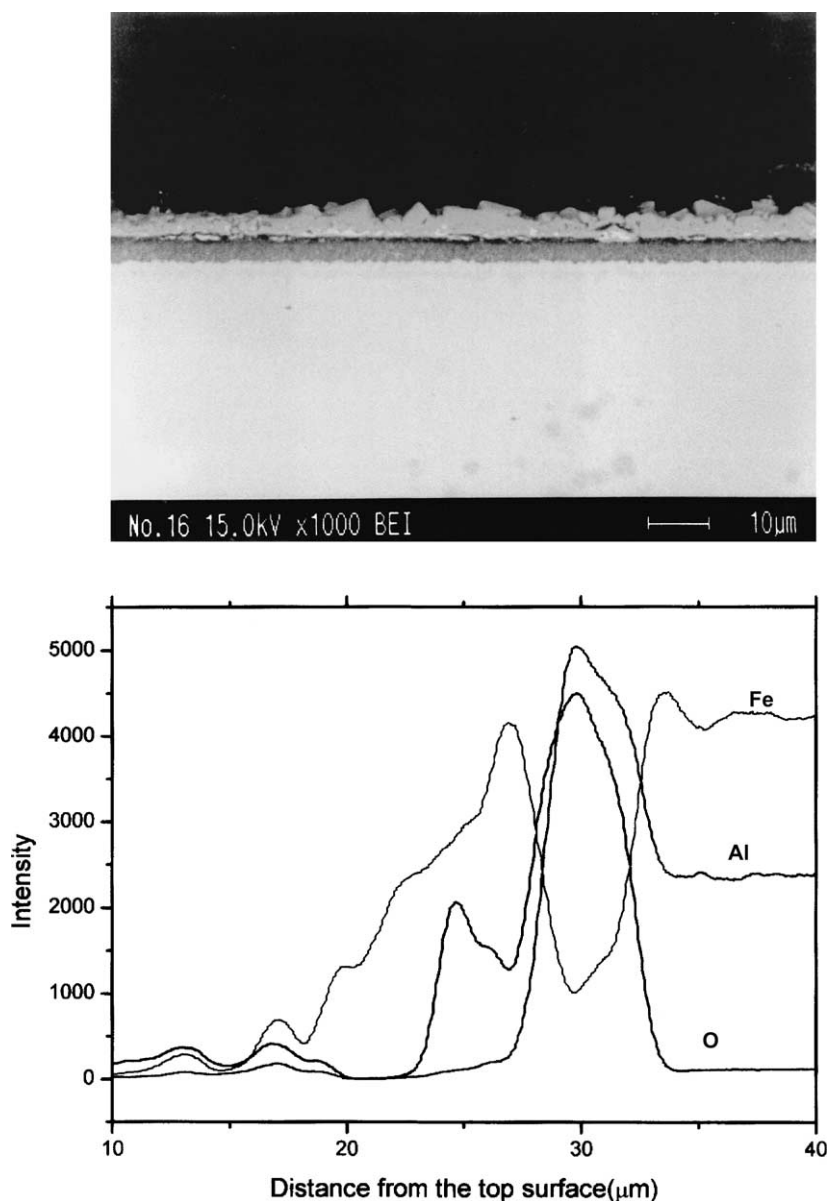 No.16 15.0kV x1000 BEI 10μm
5000
4000
3000
2000
1000
0
Intensity
Fe
Al
O
10 20 30 40
Distance from the top surface(μm)